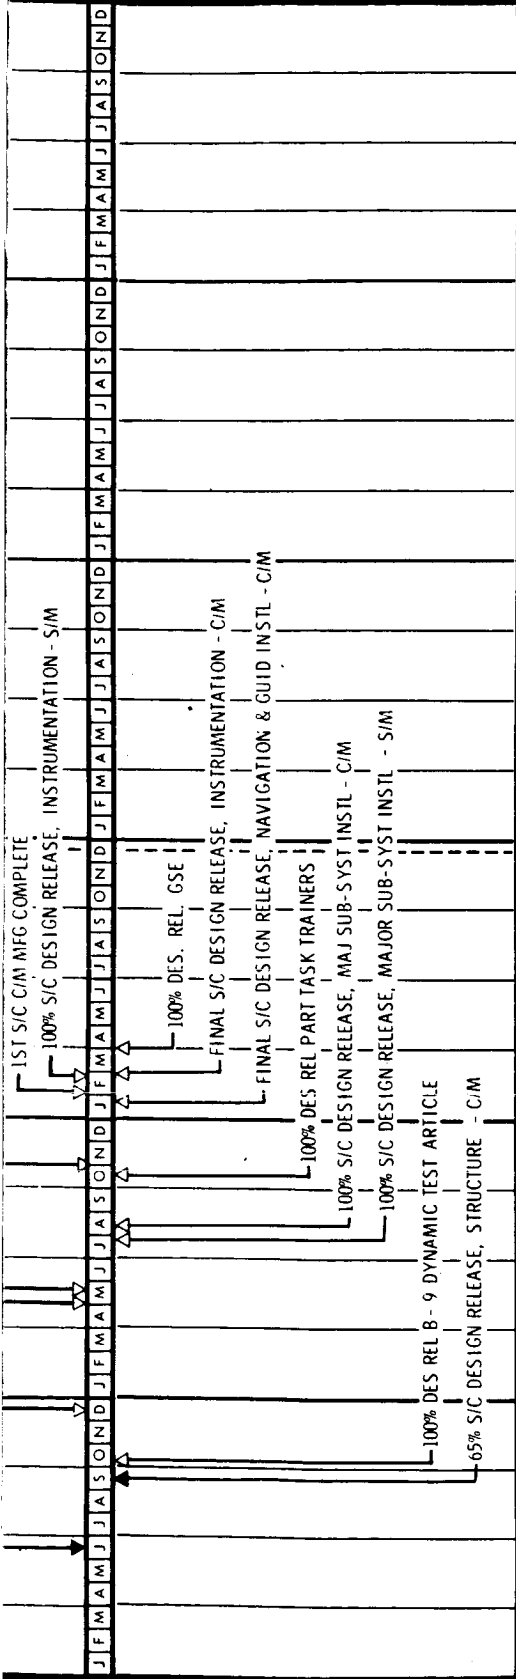 1ST S/C C/M MFG COMPLETE
100% S/C DESIGN RELEASE, INSTRUMENTATION - S/M
J F M A M J J A S O N D J F M A M J J A S O N D J F M A M J J A S O N D J F M A M J J A S O N D J F M A M J J A S O N D J F M A M J J A S O N D
100% DES. REL. GSE
FINAL S/C DESIGN RELEASE, INSTRUMENTATION - C/M
FINAL S/C DESIGN RELEASE, NAVIGATION & GUID INSTL - C/M
100% DES REL PART TASK TRAINERS
100% S/C DESIGN RELEASE, MAJ SUB-SYST INSTL - C/M
100% S/C DESIGN RELEASE, MAJOR SUB-SYST INSTL - S/M
100% DES REL B - 9 DYNAMIC TEST ARTICLE
65% S/C DESIGN RELEASE, STRUCTURE - C/M